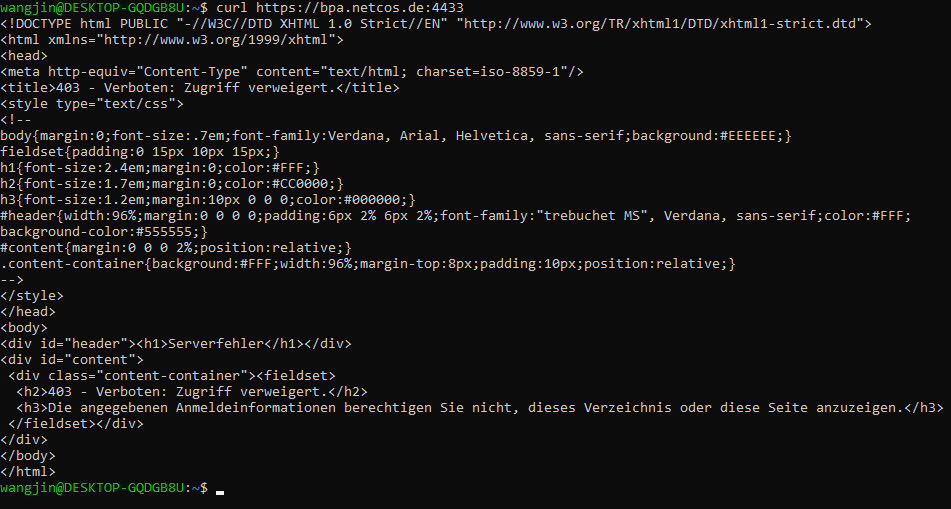 wangjin@DESKTOP-GQDGB8U:~$ curl https://bpa.netcos.de:4433
<!DOCTYPE html PUBLIC "-//W3C//DTD XHTML 1.0 Strict//EN" "http://www.w3.org/TR/xhtml1/DTD/xhtml1-strict.dtd">
<html xmlns="http://www.w3.org/1999/xhtml">
<head>
<meta http-equiv="Content-Type" content="text/html; charset=iso-8859-1"/>
<title>403 - Verboten: Zugriff verweigert.</title>
<style type="text/css">
<!--
body{margin:0;font-size:.7em;font-family:Verdana, Arial, Helvetica, sans-serif;background:#EEEEEE;}
fieldset{padding:0 15px 10px 15px;}
h1{font-size:2.4em;margin:0;color:#FFF;}
h2{font-size:1.7em;margin:0;color:#CC0000;}
h3{font-size:1.2em;margin:10px 0 0 0;color:#000000;}
#header{width:96%;margin:0 0 0 0;padding:6px 2% 6px 2%;font-family:"trebuchet MS", Verdana, sans-serif;color:#FFF;
background-color:#555555;}
#content{margin:0 0 0 2%;position:relative;}
.content-container{background:#FFF;width:96%;margin-top:8px;padding:10px;position:relative;}
-->
</style>
</head>
<body>
<div id="header"><h1>Serverfehler</h1></div>
<div id="content">
 <div class="content-container"><fieldset>
  <h2>403 - Verboten: Zugriff verweigert.</h2>
  <h3>Die angegebenen Anmeldeinformationen berechtigen Sie nicht, dieses Verzeichnis oder diese Seite anzuzeigen.</h3>
 </fieldset></div>
</div>
</body>
</html>
wangjin@DESKTOP-GQDGB8U:~$